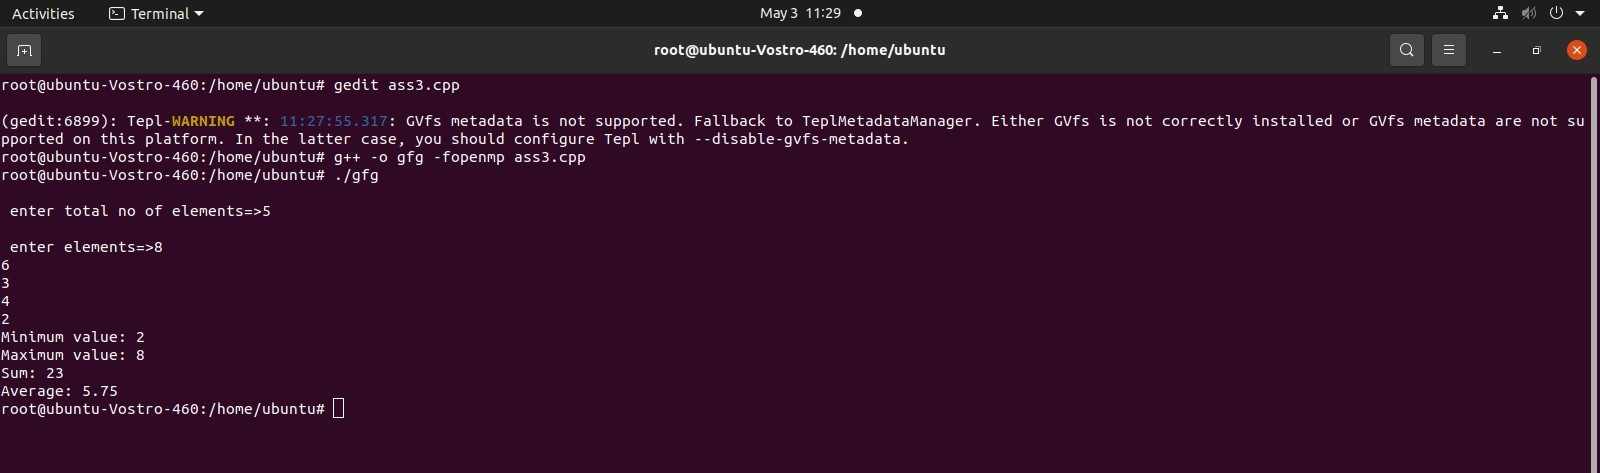 Activities Terminal May 3 11:29
root@ubuntu-Vostro-460: /home/ubuntu
root@ubuntu-Vostro-460:/home/ubuntu# gedit ass3.cpp
(gedit:6899): Tepl-WARNING **: 11:27:55.317: GVfs metadata is not supported. Fallback to TeplMetadataManager. Either GVfs is not correctly installed or GVfs metadata are not su
pported on this platform. In the latter case, you should configure Tepl with --disable-gvfs-metadata.
root@ubuntu-Vostro-460:/home/ubuntu# g++ -o gfg -fopenmp ass3.cpp
root@ubuntu-Vostro-460:/home/ubuntu# ./gfg
enter total no of elements=>5
enter elements=>8
6
3
4
2
Minimum value: 2
Maximum value: 8
Sum: 23
Average: 5.75
root@ubuntu-Vostro-460:/home/ubuntu#